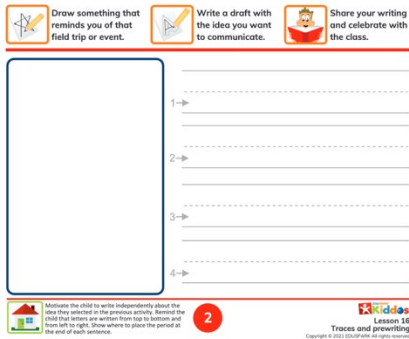 Draw something that
reminds you of that
field trip or event.
Write a draft with
the idea you want
to communicate.
Share your writing
and celebrate with
the class.
1
2
3
4
Motivate the child to write independently about the
idea they selected in the previous activity. Remind the
child that letters are written from top to bottom and
from left to right. Show where to place the period at
the end of each sentence.
2
Kiddos
Lesson 16
Traces and prewriting
Copyright © 2021 EDUSPARK All rights reserved